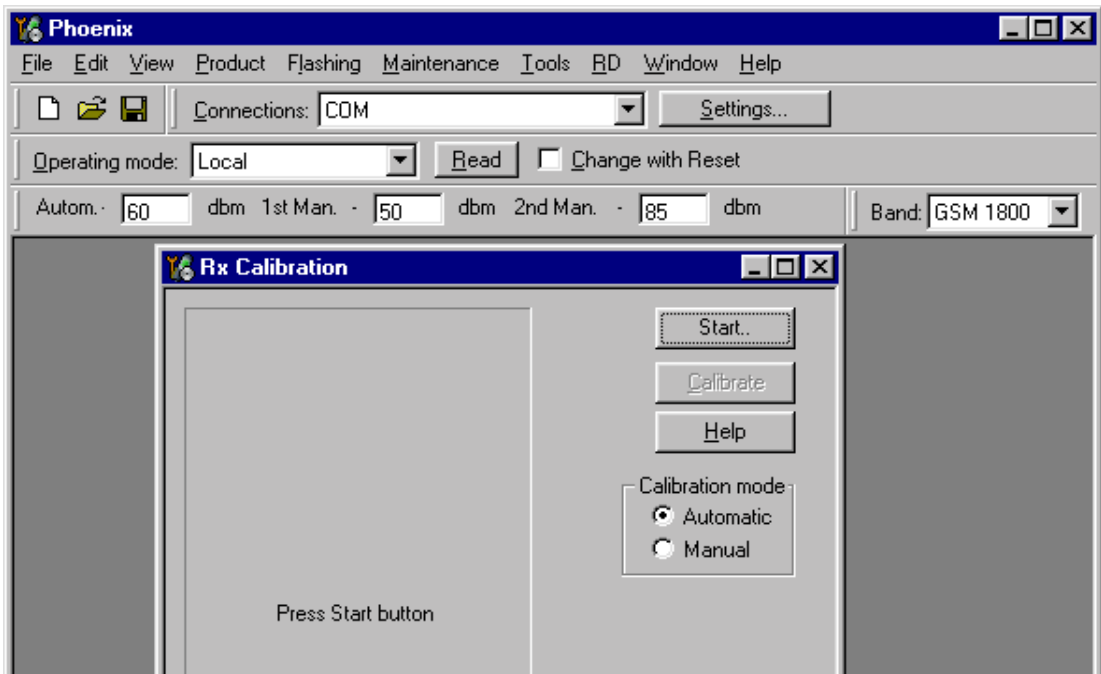 Phoenix
File Edit View Product Flashing Maintenance Tools RD Window Help
Connections: COM Settings...
Operating mode: Local Read Change with Reset
Autom. - 60 dbm 1st Man. - 50 dbm 2nd Man. - 85 dbm Band: GSM 1800
Rx Calibration
Start..
Calibrate
Help
Calibration mode
Automatic
Manual
Press Start button